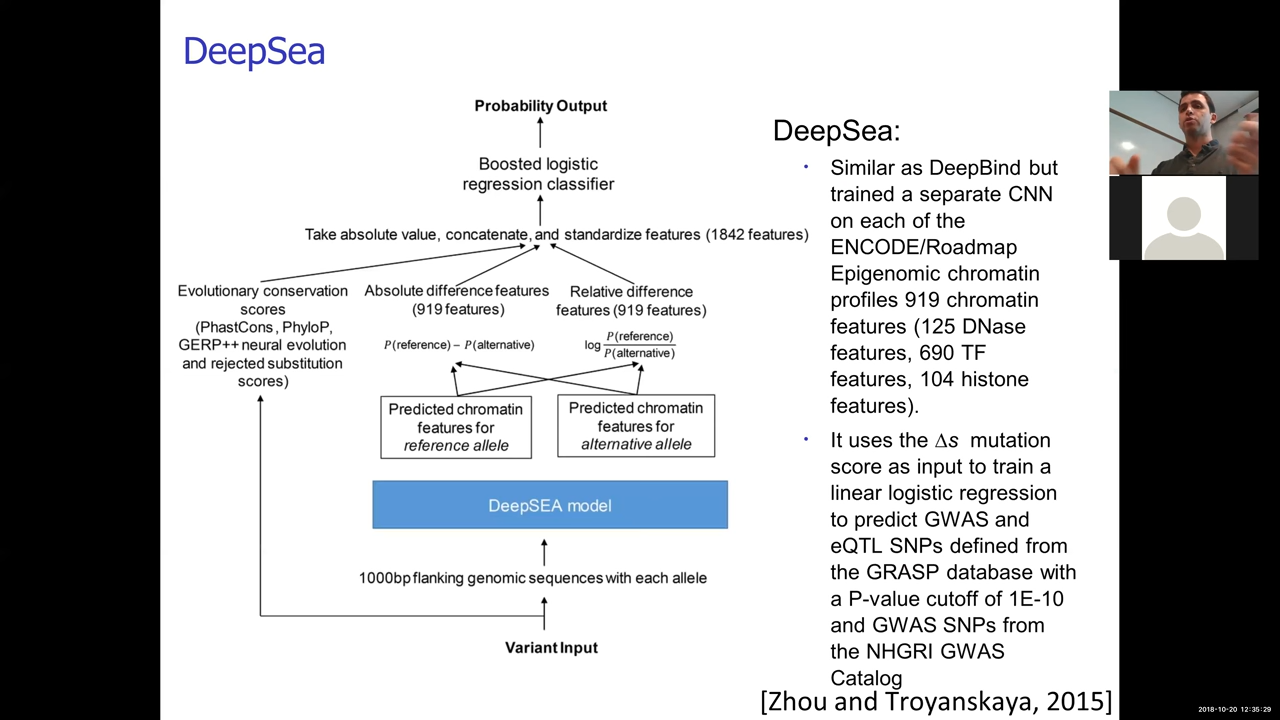 DeepSea
Probability Output
Boosted logistic
regression classifier
Take absolute value, concatenate, and standardize features (1842 features)
Evolutionary conservation
scores
(PhastCons, PhyloP,
GERP++ neural evolution
and rejected substitution
scores)
Absolute difference features
(919 features)
P(reference) − P(alternative)
Relative difference
features (919 features)
log P(reference) / P(alternative)
Predicted chromatin
features for
reference allele
Predicted chromatin
features for
alternative allele
DeepSEA model
1000bp flanking genomic sequences with each allele
Variant Input
DeepSea:
• Similar as DeepBind but
trained a separate CNN
on each of the
ENCODE/Roadmap
Epigenomic chromatin
profiles 919 chromatin
features (125 DNase
features, 690 TF
features, 104 histone
features).
• It uses the Δs mutation
score as input to train a
linear logistic regression
to predict GWAS and
eQTL SNPs defined from
the GRASP database with
a P-value cutoff of 1E-10
and GWAS SNPs from
the NHGRI GWAS
Catalog
[Zhou and Troyanskaya, 2015]
2018-10-20 12:35:29